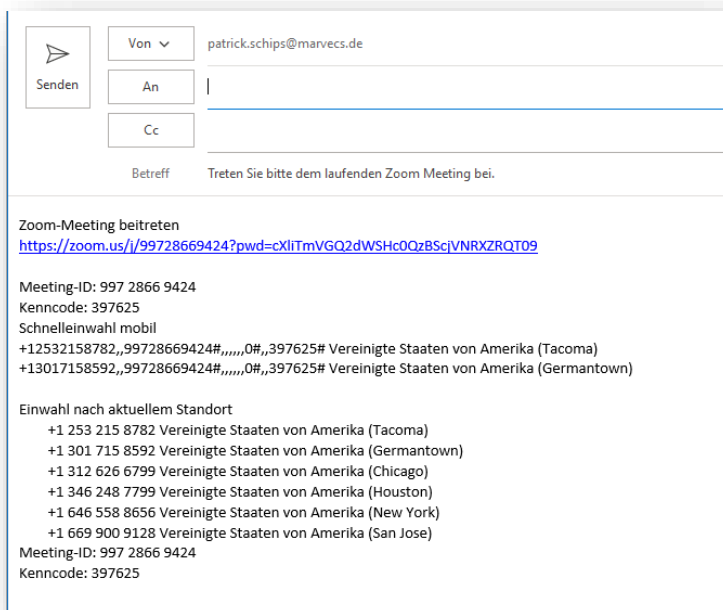 Von
patrick.schips@marvecs.de
Senden
An
Cc
Betreff
Treten Sie bitte dem laufenden Zoom Meeting bei.
Zoom-Meeting beitreten
https://zoom.us/j/99728669424?pwd=cXliTmVGQ2dWSHc0QzBScjVNRXZRQT09
Meeting-ID: 997 2866 9424
Kenncode: 397625
Schnelleinwahl mobil
+12532158782,,99728669424#,,,,,,0#,,397625# Vereinigte Staaten von Amerika (Tacoma)
+13017158592,,99728669424#,,,,,,0#,,397625# Vereinigte Staaten von Amerika (Germantown)
Einwahl nach aktuellem Standort
+1 253 215 8782 Vereinigte Staaten von Amerika (Tacoma)
+1 301 715 8592 Vereinigte Staaten von Amerika (Germantown)
+1 312 626 6799 Vereinigte Staaten von Amerika (Chicago)
+1 346 248 7799 Vereinigte Staaten von Amerika (Houston)
+1 646 558 8656 Vereinigte Staaten von Amerika (New York)
+1 669 900 9128 Vereinigte Staaten von Amerika (San Jose)
Meeting-ID: 997 2866 9424
Kenncode: 397625